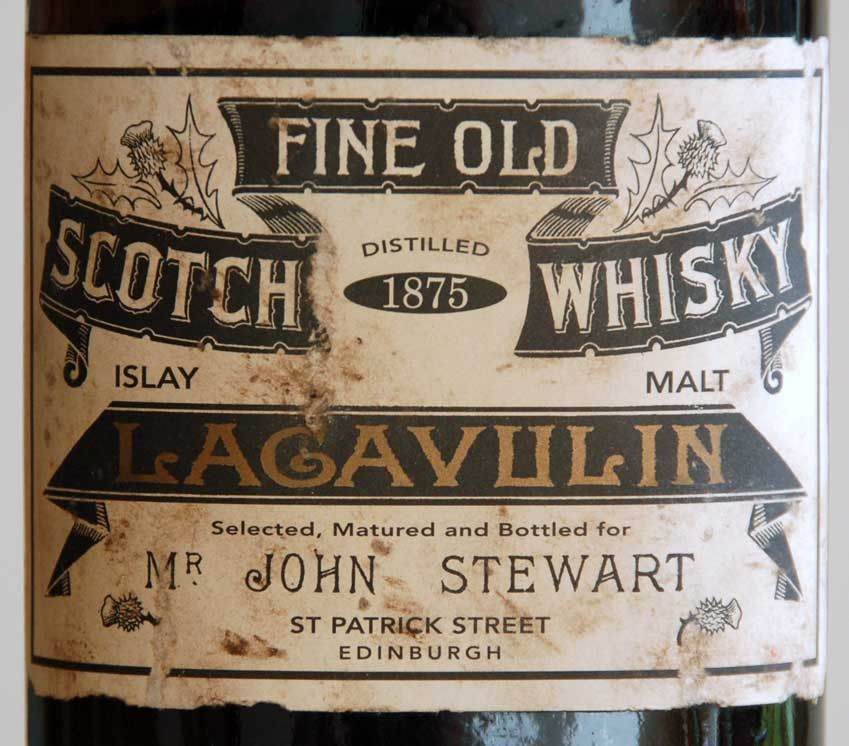 FINE OLD
SCOTCH WHISKY
DISTILLED
1875
ISLAY MALT
LAGAVULIN
Selected, Matured and Bottled for
MR JOHN STEWART
ST PATRICK STREET
EDINBURGH